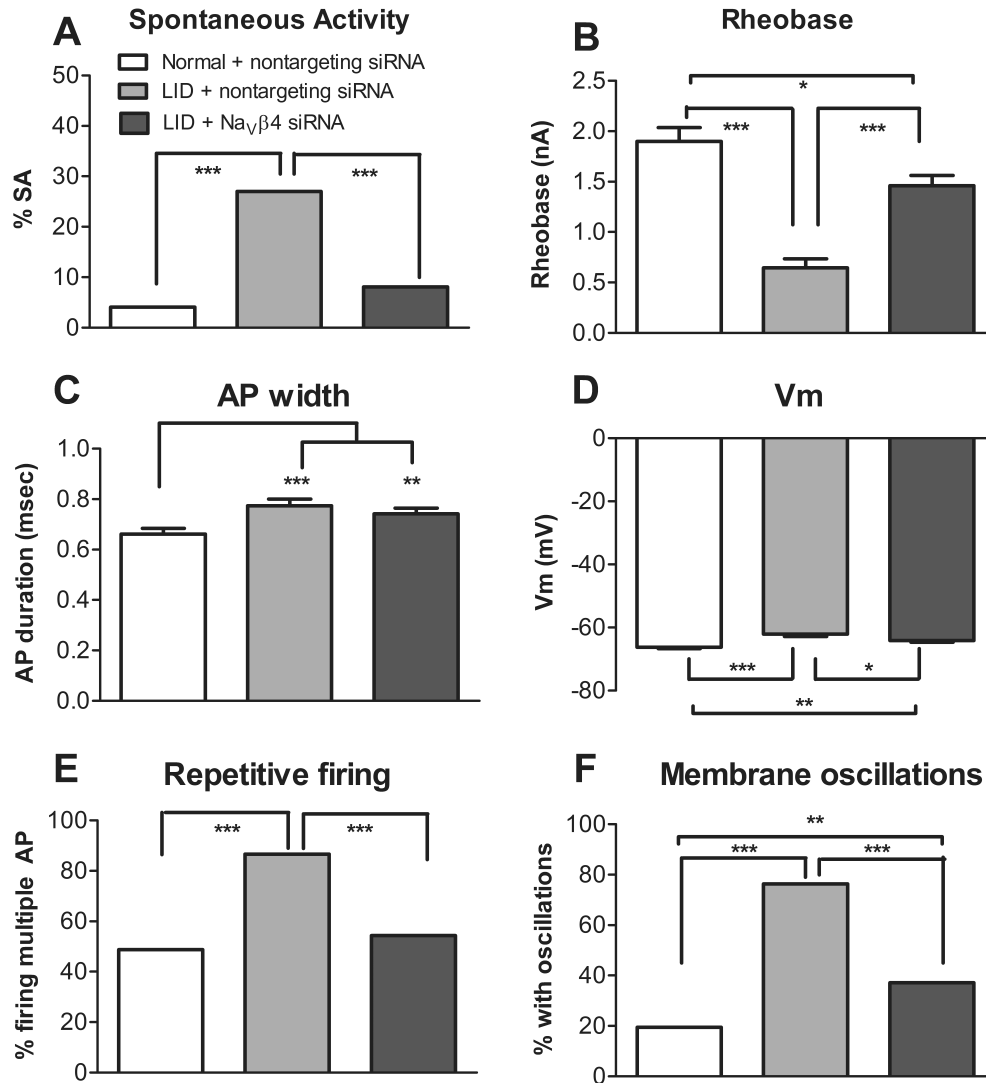 A
Spontaneous Activity
Normal + nontargeting siRNA
LID + nontargeting siRNA
LID + NaVβ4 siRNA
% SA
50
40
30
20
10
0
***
***
B
Rheobase
Rheobase (nA)
2.5
2.0
1.5
1.0
0.5
0.0
*
***
***
C
AP width
AP duration (msec)
1.0
0.8
0.6
0.4
0.2
0.0
***
**
D
Vm
Vm (mV)
0
-20
-40
-60
-80
***
*
**
E
Repetitive firing
% firing multiple AP
100
80
60
40
20
0
***
***
F
Membrane oscillations
% with oscillations
100
80
60
40
20
0
**
***
***